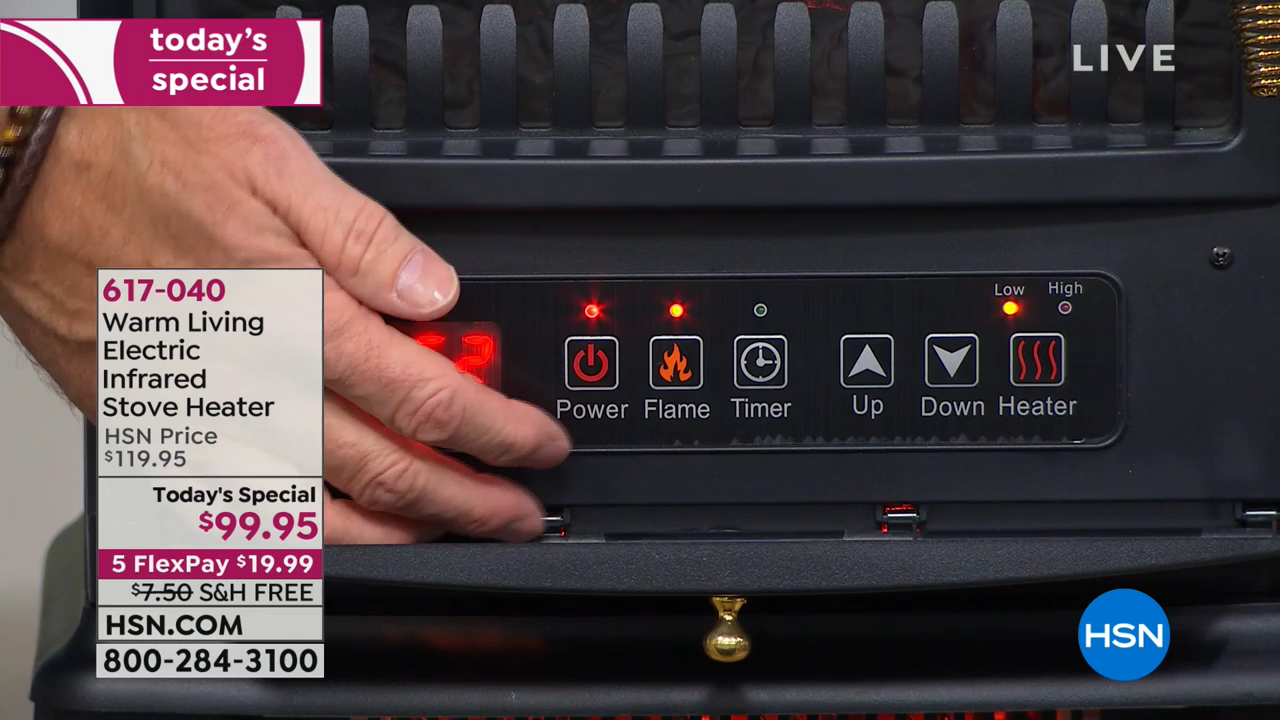 today's
special
LIVE
617-040
Warm Living
Electric
Infrared
Stove Heater
HSN Price
$119.95
Today's Special
$99.95
5 FlexPay $19.99
$7.50 S&H FREE
HSN.COM
800-284-3100
Low High
Power Flame Timer Up Down Heater
HSN